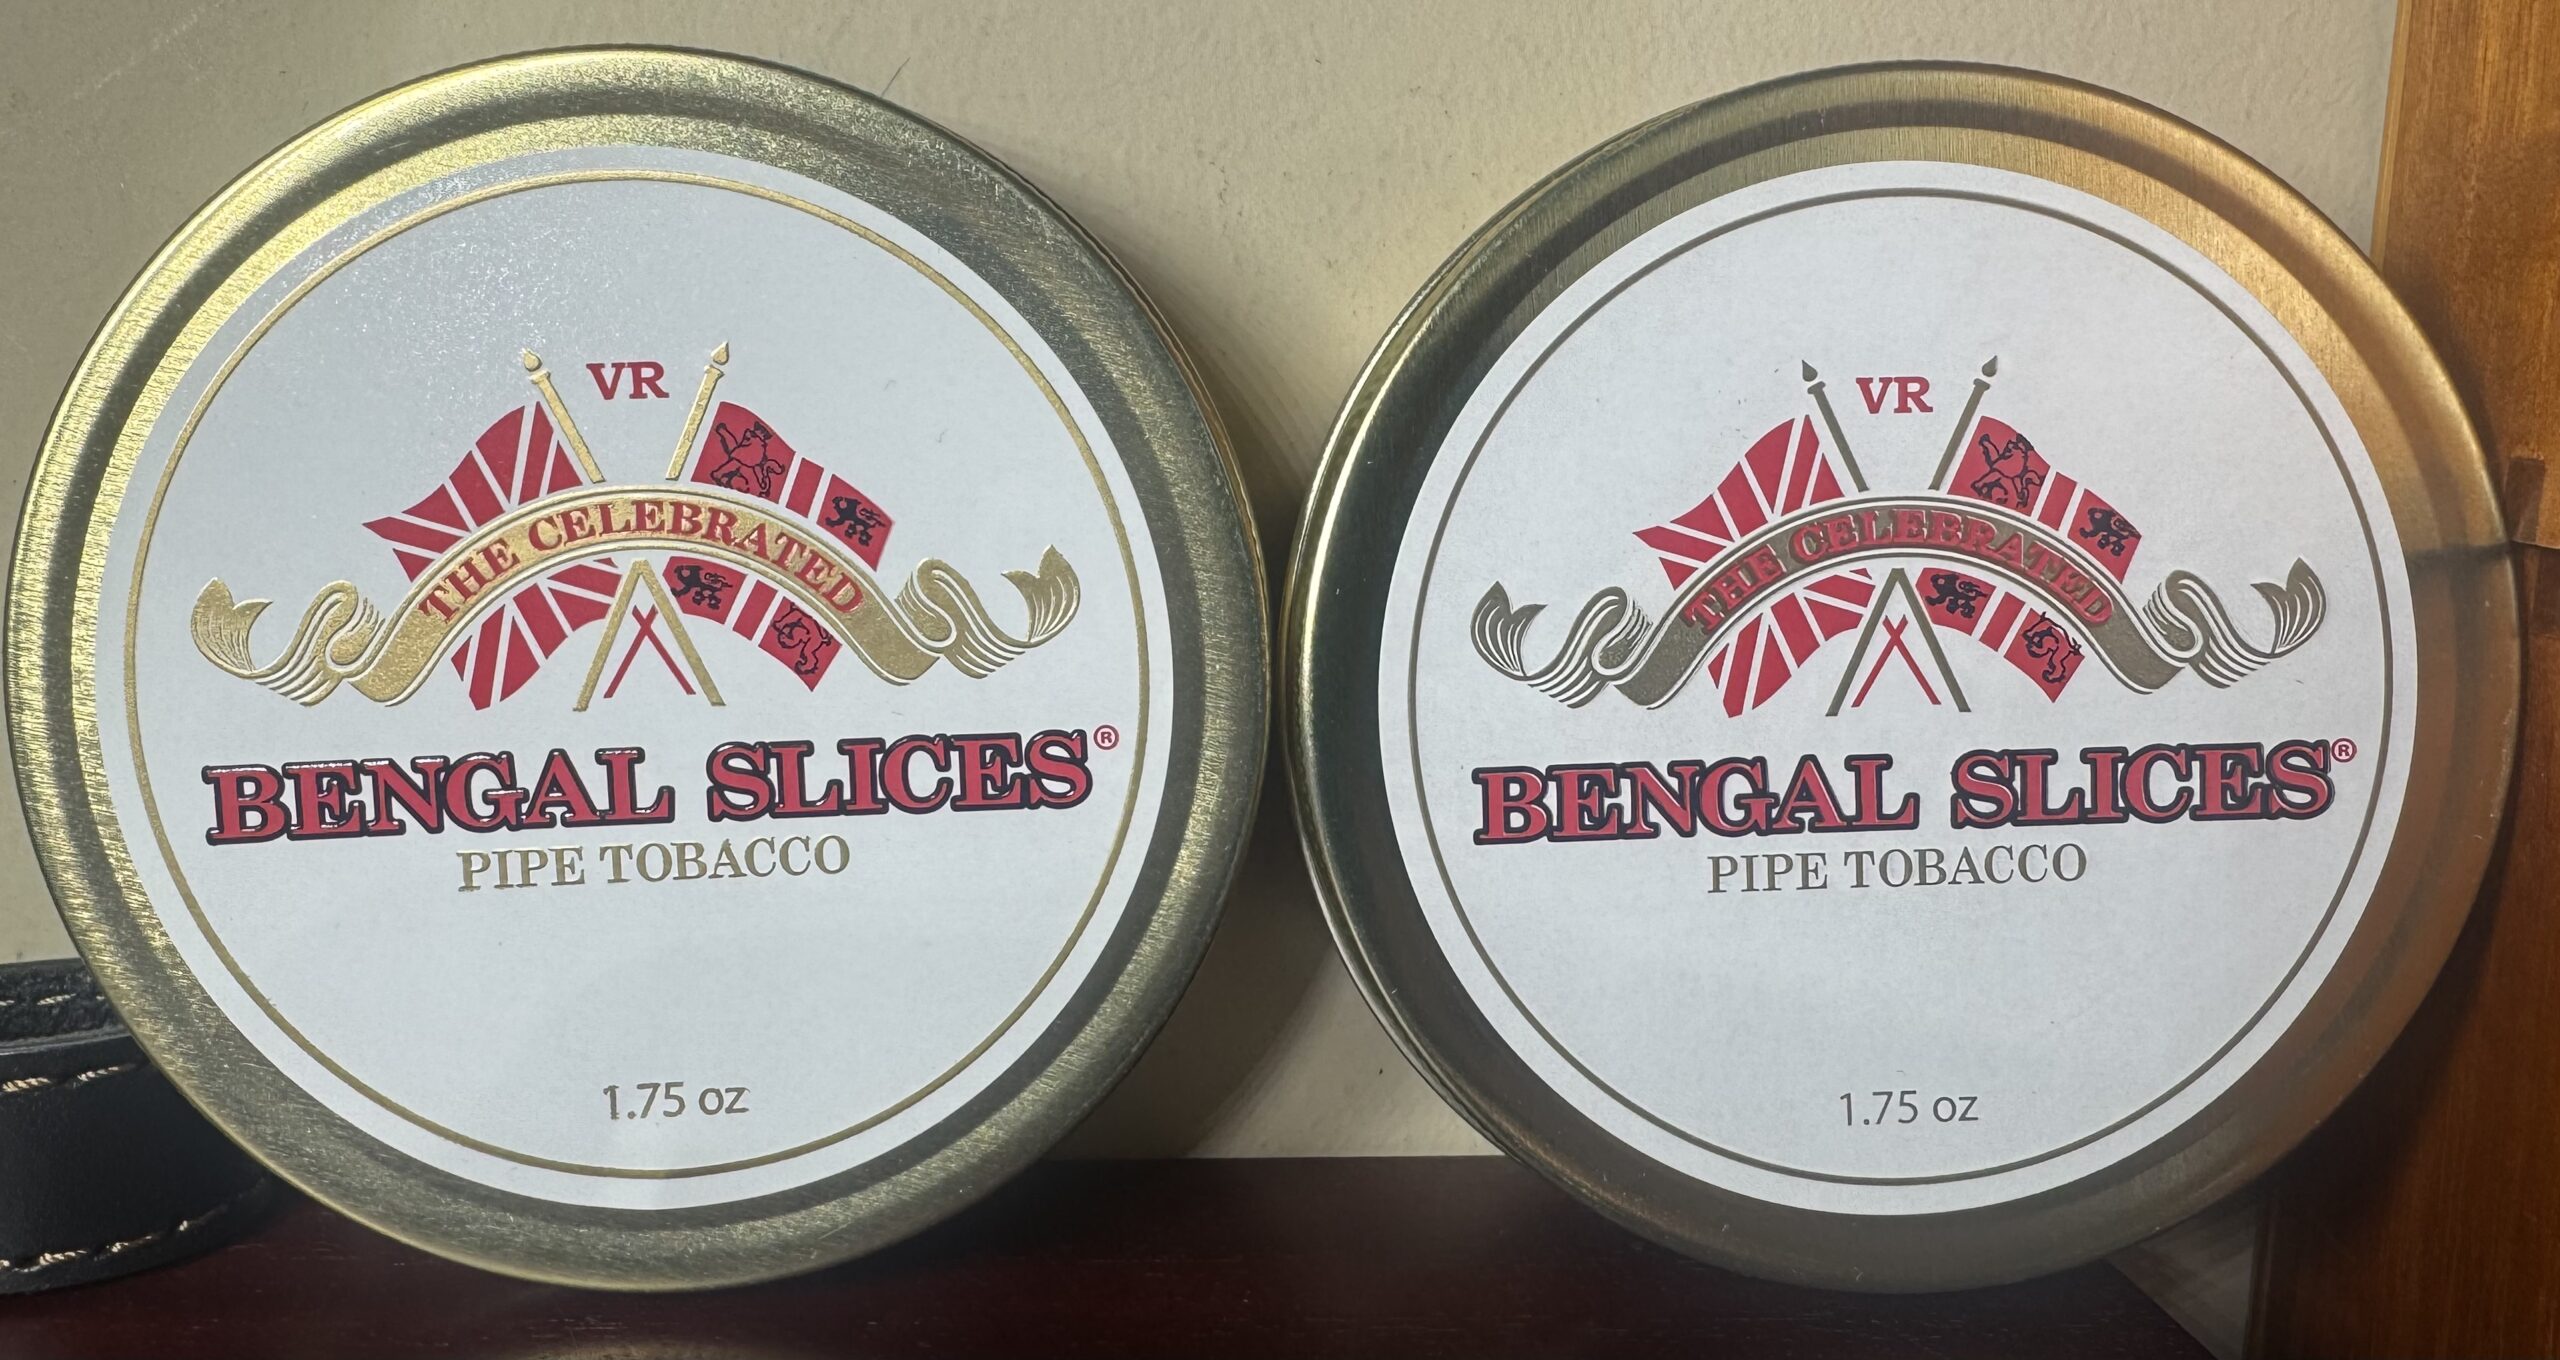 VR
THE CELEBRATED
BENGAL SLICES®
PIPE TOBACCO
1.75 oz
VR
THE CELEBRATED
BENGAL SLICES®
PIPE TOBACCO
1.75 oz